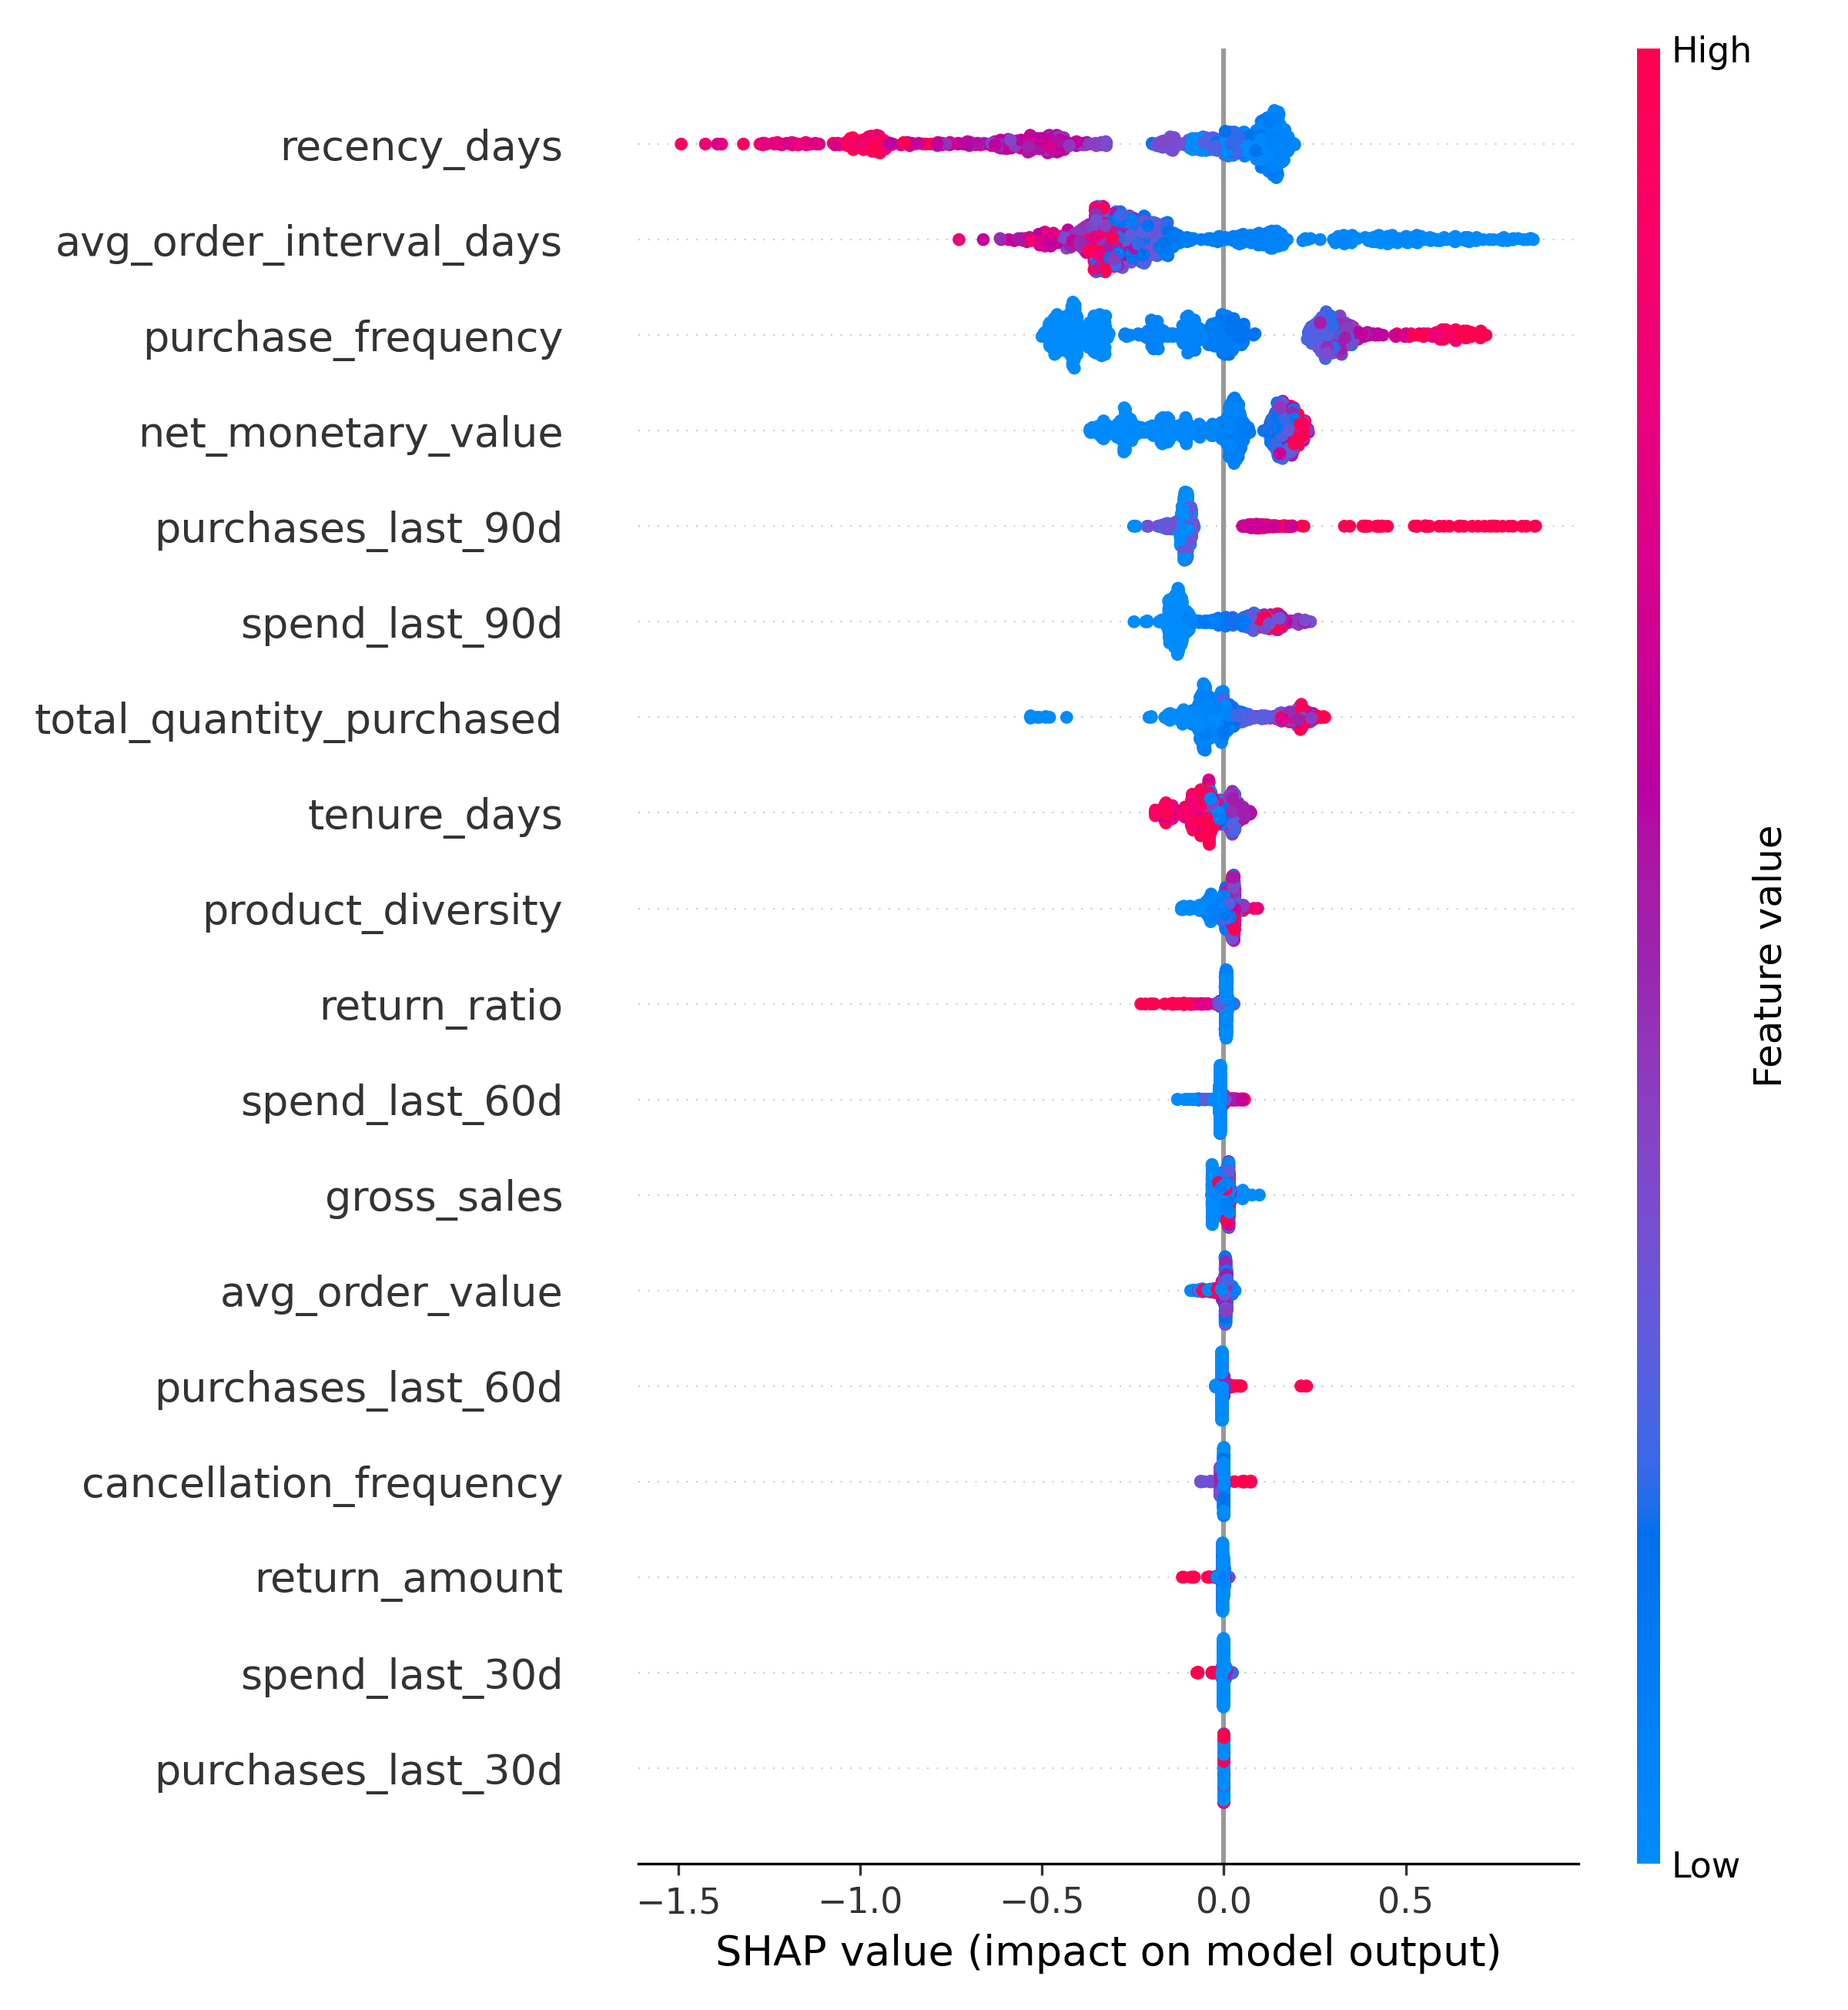 High
recency_days
avg_order_interval_days
purchase_frequency
net_monetary_value
purchases_last_90d
spend_last_90d
total_quantity_purchased
tenure_days
product_diversity
return_ratio
spend_last_60d
gross_sales
avg_order_value
purchases_last_60d
cancellation_frequency
return_amount
spend_last_30d
purchases_last_30d
Feature value
Low
−1.5 −1.0 −0.5 0.0 0.5
SHAP value (impact on model output)